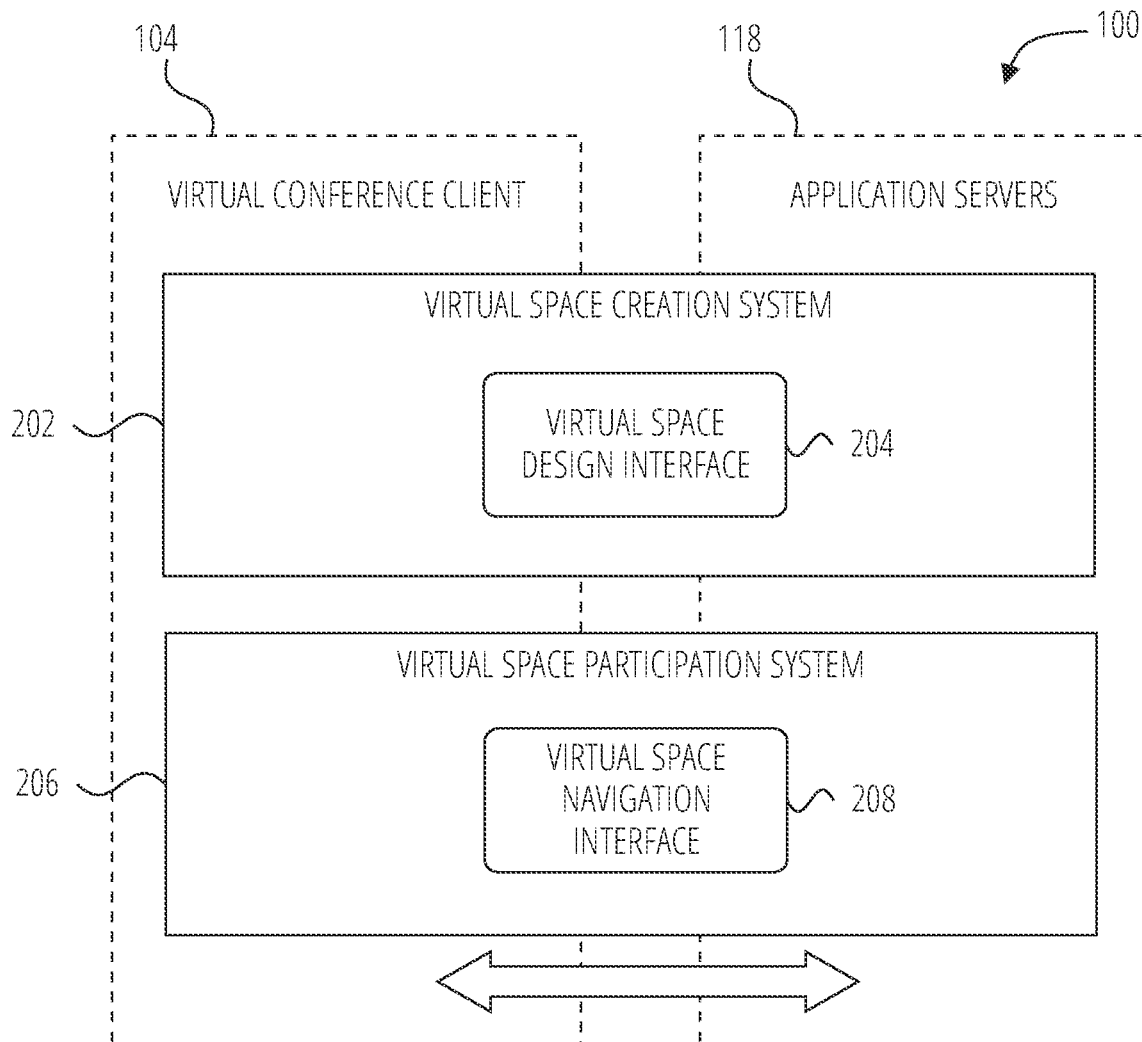 104
118
100
VIRTUAL CONFERENCE CLIENT
APPLICATION SERVERS
VIRTUAL SPACE CREATION SYSTEM
202
VIRTUAL SPACE
DESIGN INTERFACE
204
VIRTUAL SPACE PARTICIPATION SYSTEM
206
VIRTUAL SPACE
NAVIGATION
INTERFACE
208